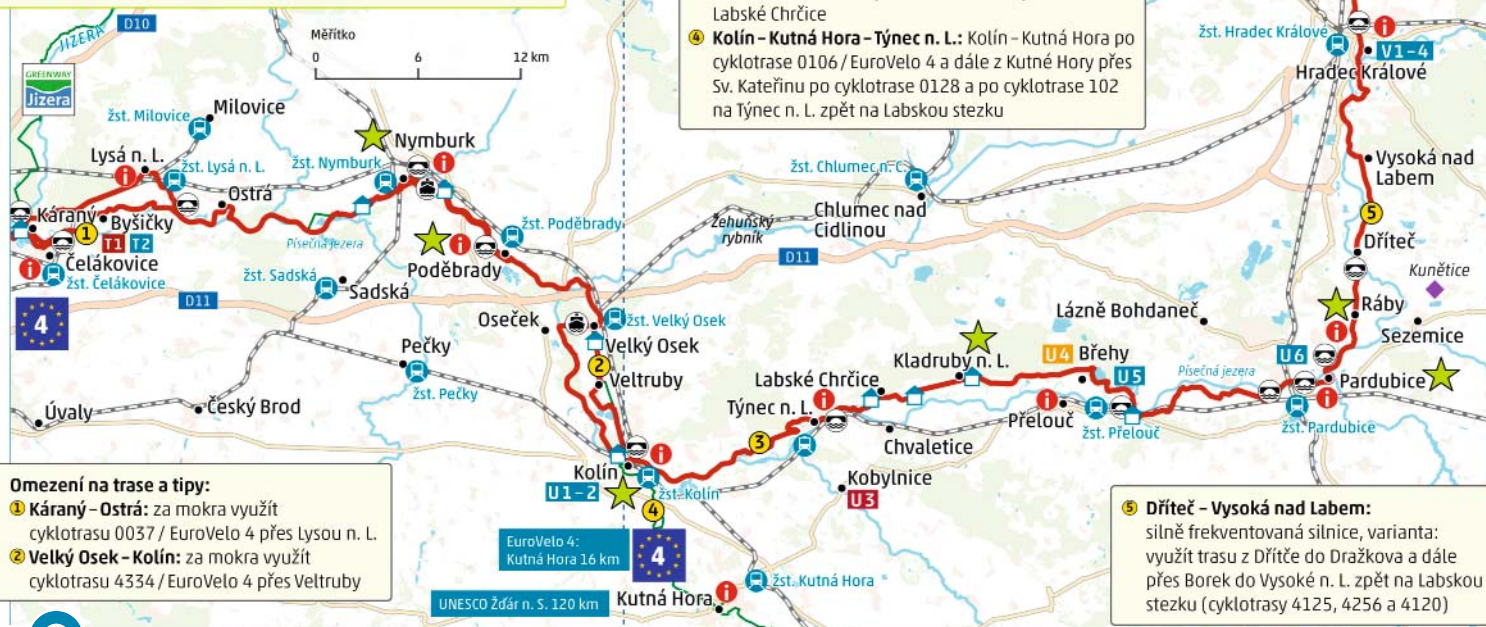 D10
JIZERA
GREENWAY
Jizera
Měřítko
0 6 12 km
Labské Chrčice
4 Kolín – Kutná Hora – Týnec n. L.: Kolín – Kutná Hora po
cyklotrase 0106 / EuroVelo 4 a dále z Kutné Hory přes
Sv. Kateřinu po cyklotrase 0128 a po cyklotrase 102
na Týnec n. L. zpět na Labskou stezku
žst. Hradec Králové
V1-4
Hradec Králové
Milovice
žst. Milovice
Nymburk
žst. Nymburk
Lysá n. L.
žst. Lysá n. L.
Ostrá
Káraný
Byšičky
1
T1 T2
Čelákovice
žst. Čelákovice
4
Písečná jezera
žst. Poděbrady
Poděbrady
žst. Sadská
Sadská
D11
žst. Chlumec n. C.
Chlumec nad
Cidlinou
Žehuňský
rybník
D11
Vysoká nad
Labem
5
Dříteč
Kunětice
Ráby
Sezemice
Lázně Bohdaneč
Oseček
žst. Velký Osek
Velký Osek
2
Veltruby
Pečky
žst. Pečky
Český Brod
Úvaly
Kladruby n. L.
U4 Břehy
U5
U6
Labské Chrčice
Týnec n. L.
3
Chvaletice
Přelouč
žst. Přelouč
Písečná jezera
Pardubice
žst. Pardubice
Kolín
U1-2
žst. Kolín
4
Kobylnice
U3
EuroVelo 4:
Kutná Hora 16 km
4
žst. Kutná Hora
UNESCO Žďár n. S. 120 km
Kutná Hora
Omezení na trase a tipy:
1 Káraný – Ostrá: za mokra využít
cyklotrasu 0037 / EuroVelo 4 přes Lysou n. L.
2 Velký Osek – Kolín: za mokra využít
cyklotrasu 4334 / EuroVelo 4 přes Veltruby
5 Dříteč – Vysoká nad Labem:
silně frekventovaná silnice, varianta:
využít trasu z Dřítče do Dražkova a dále
přes Borek do Vysoké n. L. zpět na Labskou
stezku (cyklotrasy 4125, 4256 a 4120)